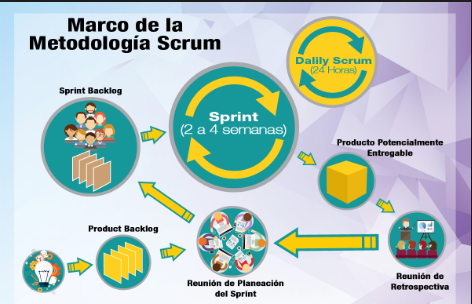 Marco de la
Metodología Scrum
Dalily Scrum
(24 Horas)
Sprint Backlog
Sprint
(2 a 4 semanas)
Producto Potencialmente
Entregable
Product Backlog
Reunión de Planeación
del Sprint
Reunión de
Retrospectiva